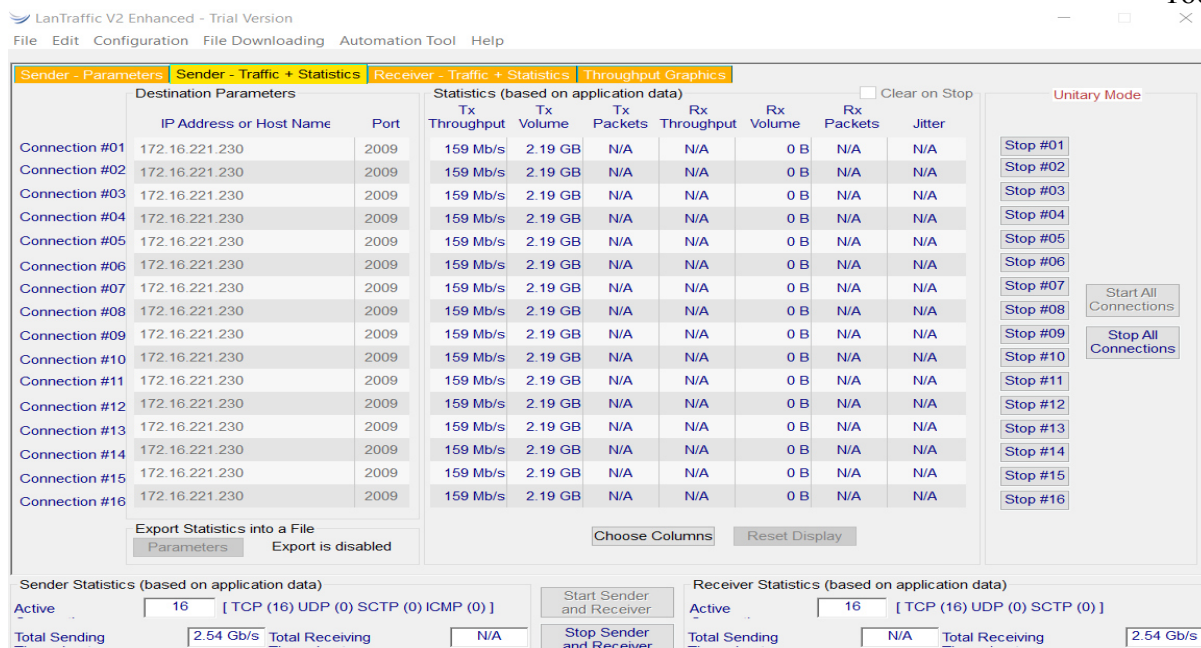 LanTraffic V2 Enhanced - Trial Version
File Edit Configuration File Downloading Automation Tool Help
Sender - Parameters Sender - Traffic + Statistics Receiver - Traffic + Statistics Throughput Graphics
Destination Parameters Statistics (based on application data) Clear on Stop Unitary Mode
Tx Tx Tx Rx Rx Rx
IP Address or Host Name Port Throughput Volume Packets Throughput Volume Packets Jitter
Connection #01 172.16.221.230 2009 159 Mb/s 2.19 GB N/A N/A 0 B N/A N/A Stop #01
Connection #02 172.16.221.230 2009 159 Mb/s 2.19 GB N/A N/A 0 B N/A N/A Stop #02
Connection #03 172.16.221.230 2009 159 Mb/s 2.19 GB N/A N/A 0 B N/A N/A Stop #03
Connection #04 172.16.221.230 2009 159 Mb/s 2.19 GB N/A N/A 0 B N/A N/A Stop #04
Connection #05 172.16.221.230 2009 159 Mb/s 2.19 GB N/A N/A 0 B N/A N/A Stop #05
Connection #06 172.16.221.230 2009 159 Mb/s 2.19 GB N/A N/A 0 B N/A N/A Stop #06
Connection #07 172.16.221.230 2009 159 Mb/s 2.19 GB N/A N/A 0 B N/A N/A Stop #07 Start All
Connection #08 172.16.221.230 2009 159 Mb/s 2.19 GB N/A N/A 0 B N/A N/A Stop #08 Connections
Connection #09 172.16.221.230 2009 159 Mb/s 2.19 GB N/A N/A 0 B N/A N/A Stop #09 Stop All
Connection #10 172.16.221.230 2009 159 Mb/s 2.19 GB N/A N/A 0 B N/A N/A Stop #10 Connections
Connection #11 172.16.221.230 2009 159 Mb/s 2.19 GB N/A N/A 0 B N/A N/A Stop #11
Connection #12 172.16.221.230 2009 159 Mb/s 2.19 GB N/A N/A 0 B N/A N/A Stop #12
Connection #13 172.16.221.230 2009 159 Mb/s 2.19 GB N/A N/A 0 B N/A N/A Stop #13
Connection #14 172.16.221.230 2009 159 Mb/s 2.19 GB N/A N/A 0 B N/A N/A Stop #14
Connection #15 172.16.221.230 2009 159 Mb/s 2.19 GB N/A N/A 0 B N/A N/A Stop #15
Connection #16 172.16.221.230 2009 159 Mb/s 2.19 GB N/A N/A 0 B N/A N/A Stop #16
Export Statistics into a File
Parameters Export is disabled Choose Columns Reset Display
Sender Statistics (based on application data) Start Sender Receiver Statistics (based on application data)
Active 16 [ TCP (16) UDP (0) SCTP (0) ICMP (0) ] and Receiver Active 16 [ TCP (16) UDP (0) SCTP (0) ]
Total Sending 2.54 Gb/s Total Receiving N/A Stop Sender Total Sending N/A Total Receiving 2.54 Gb/s
and Receiver